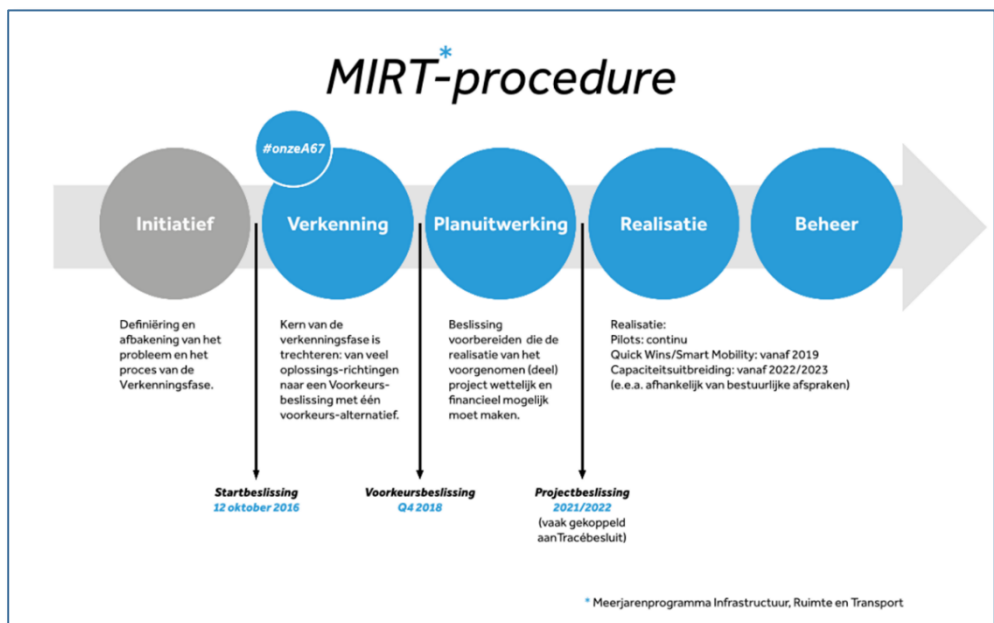 MIRT*-procedure
#onzeA67
Initiatief
Verkenning
Planuitwerking
Realisatie
Beheer
Definiëring en
afbakening van het
probleem en het
proces van de
Verkenningsfase.
Kern van de
verkenningsfase is
trechteren: van veel
oplossings-richtingen
naar een Voorkeurs-
beslissing met één
voorkeurs-alternatief.
Beslissing
voorbereiden die de
realisatie van het
voorgenomen (deel)
project wettelijk en
financieel mogelijk
moet maken.
Realisatie:
Pilots: continu
Quick Wins/Smart Mobility: vanaf 2019
Capaciteitsuitbreiding: vanaf 2022/2023
(e.e.a. afhankelijk van bestuurlijke afspraken)
Startbeslissing
12 oktober 2016
Voorkeursbeslissing
Q4 2018
Projectbeslissing
2021/2022
(vaak gekoppeld
aanTracébesluit)
* Meerjarenprogramma Infrastructuur, Ruimte en Transport